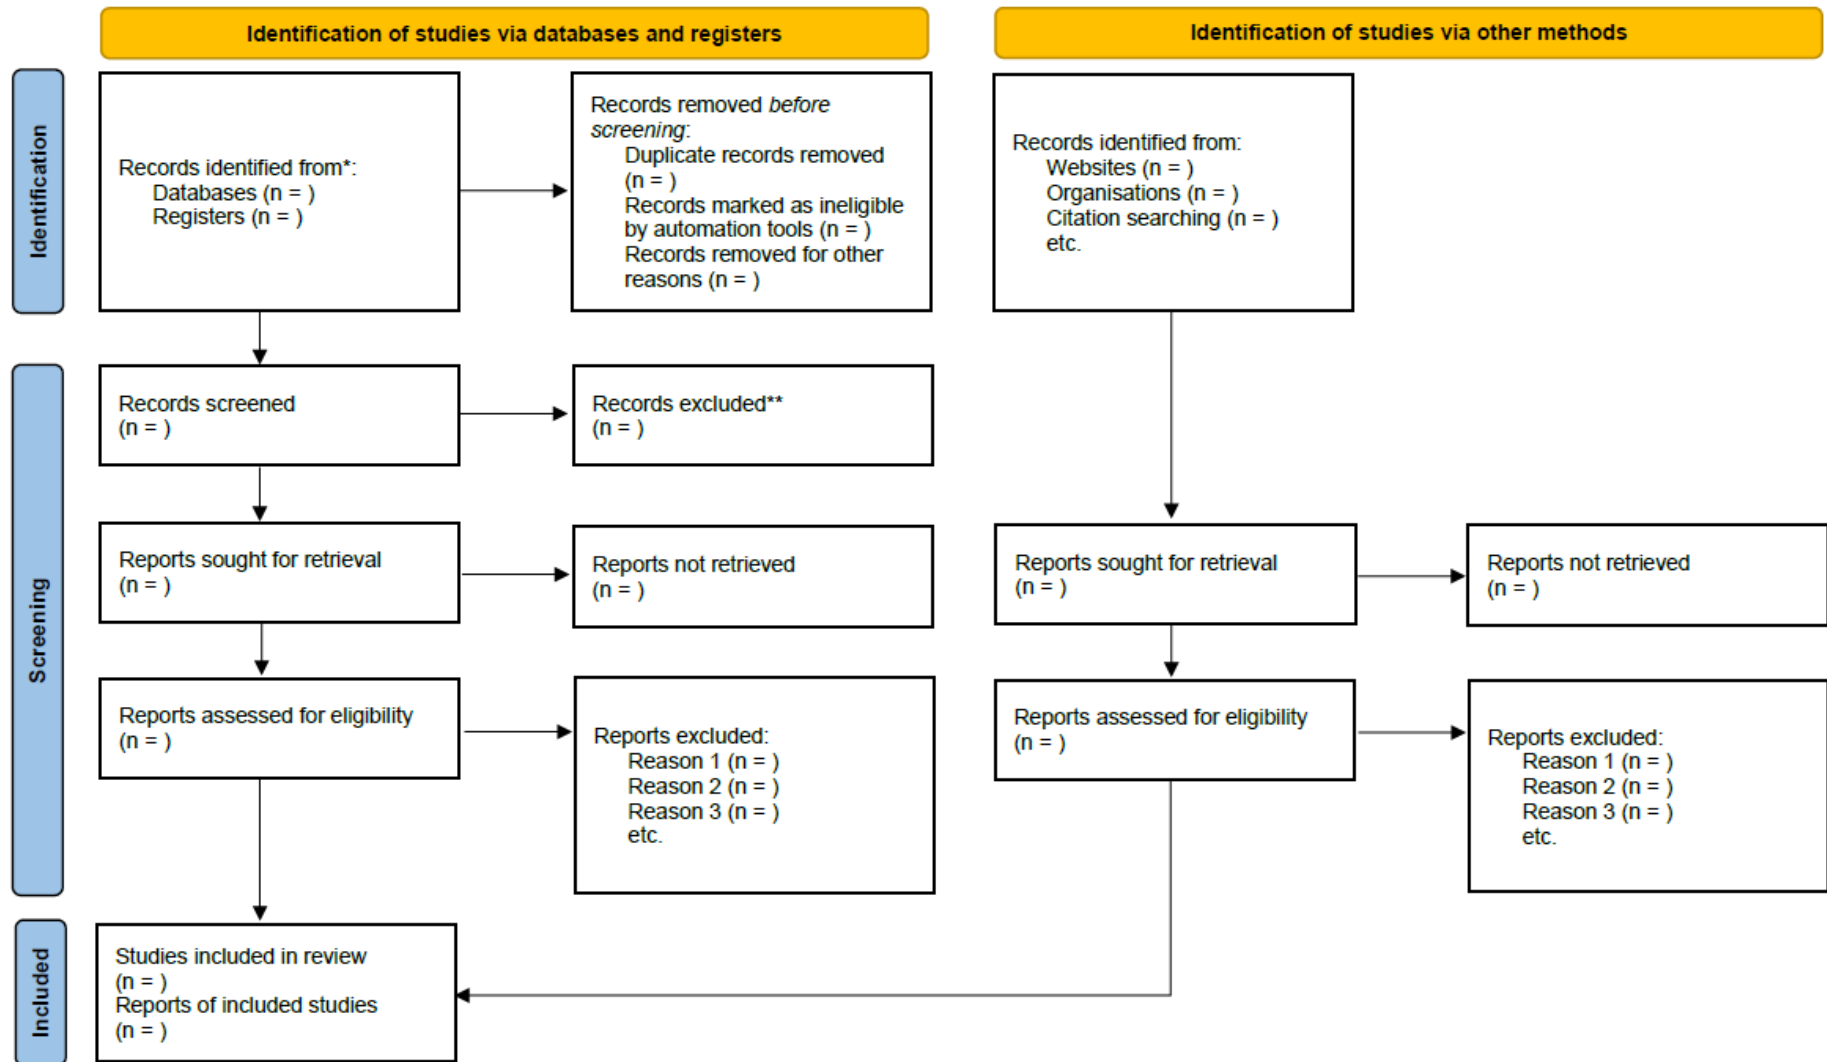 Identification of studies via databases and registers
Identification of studies via other methods
Identification
Records identified from*:
Databases (n = )
Registers (n = )
Records removed before
screening:
Duplicate records removed
(n = )
Records marked as ineligible
by automation tools (n = )
Records removed for other
reasons (n = )
Records identified from:
Websites (n = )
Organisations (n = )
Citation searching (n = )
etc.
Screening
Records screened
(n = )
Records excluded**
(n = )
Reports sought for retrieval
(n = )
Reports not retrieved
(n = )
Reports sought for retrieval
(n = )
Reports not retrieved
(n = )
Reports assessed for eligibility
(n = )
Reports excluded:
Reason 1 (n = )
Reason 2 (n = )
Reason 3 (n = )
etc.
Reports assessed for eligibility
(n = )
Reports excluded:
Reason 1 (n = )
Reason 2 (n = )
Reason 3 (n = )
etc.
Included
Studies included in review
(n = )
Reports of included studies
(n = )